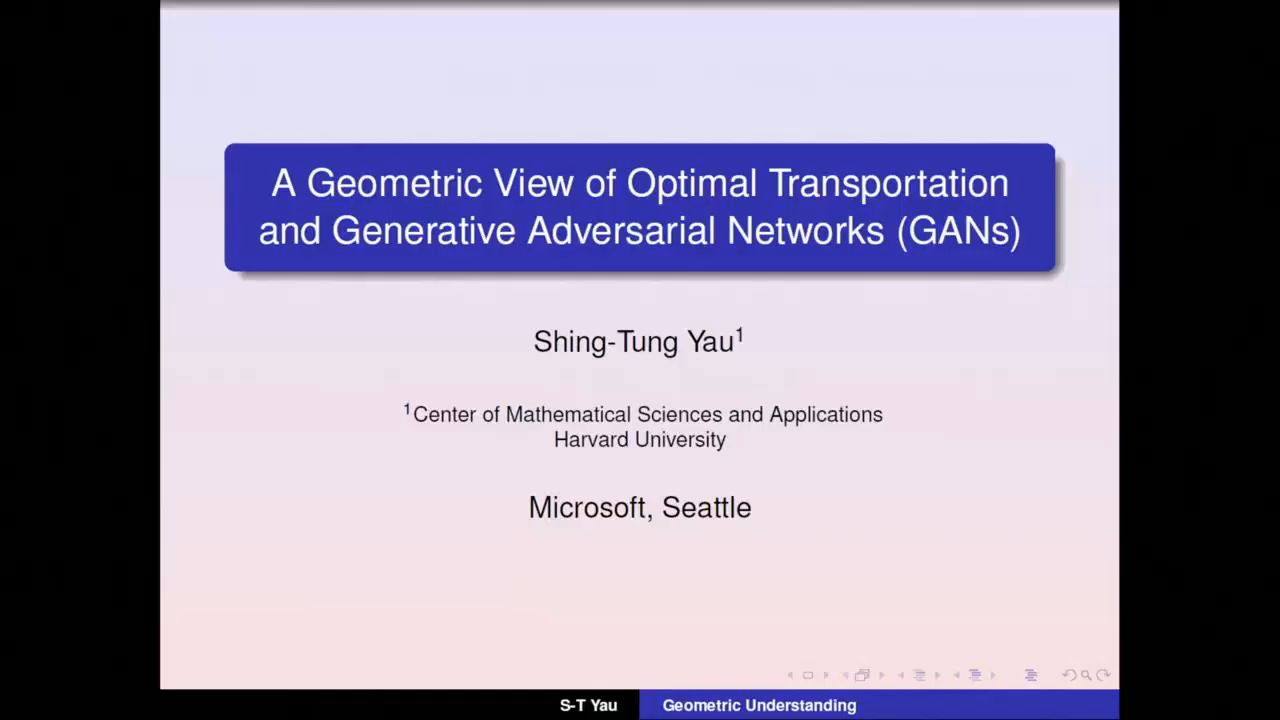 A Geometric View of Optimal Transportation
and Generative Adversarial Networks (GANs)
Shing-Tung Yau¹
¹Center of Mathematical Sciences and Applications
Harvard University
Microsoft, Seattle
S-T Yau Geometric Understanding